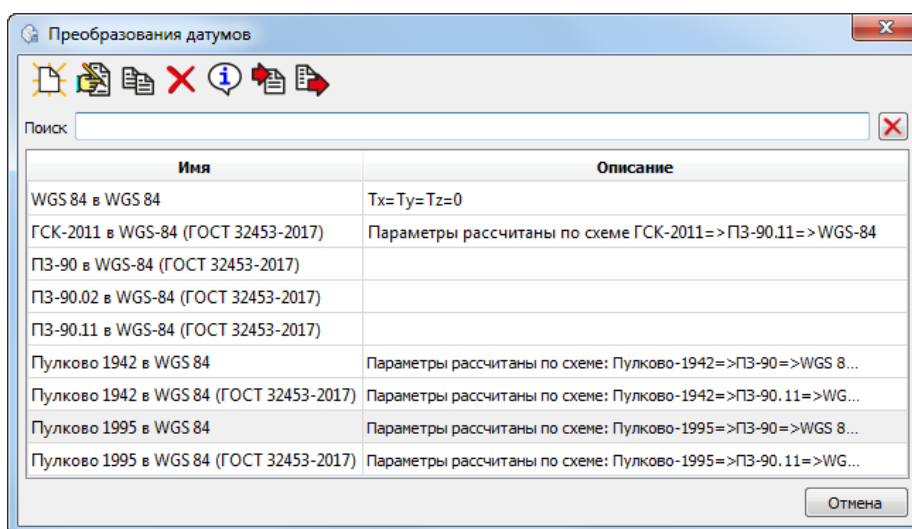 Преобразования датумов
Поиск
Имя Описание
WGS 84 в WGS 84 Tx=Ty=Tz=0
ГСК-2011 в WGS-84 (ГОСТ 32453-2017) Параметры рассчитаны по схеме ГСК-2011=>ПЗ-90.11=>WGS-84
ПЗ-90 в WGS-84 (ГОСТ 32453-2017)
ПЗ-90.02 в WGS-84 (ГОСТ 32453-2017)
ПЗ-90.11 в WGS-84 (ГОСТ 32453-2017)
Пулково 1942 в WGS 84 Параметры рассчитаны по схеме: Пулково-1942=>ПЗ-90=>WGS 8...
Пулково 1942 в WGS 84 (ГОСТ 32453-2017) Параметры рассчитаны по схеме: Пулково-1942=>ПЗ-90.11=>WG...
Пулково 1995 в WGS 84 Параметры рассчитаны по схеме: Пулково-1995=>ПЗ-90=>WGS 8...
Пулково 1995 в WGS 84 (ГОСТ 32453-2017) Параметры рассчитаны по схеме: Пулково-1995=>ПЗ-90.11=>WG...
Отмена